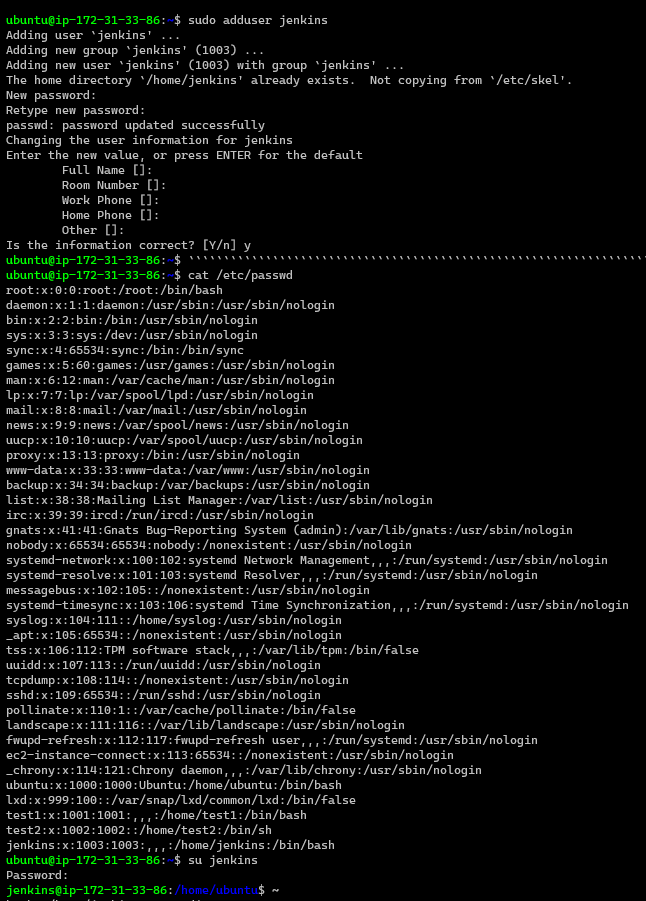 ubuntu@ip-172-31-33-86:~$ sudo adduser jenkins
Adding user `jenkins' ...
Adding new group `jenkins' (1003) ...
Adding new user `jenkins' (1003) with group `jenkins' ...
The home directory `/home/jenkins' already exists.  Not copying from `/etc/skel'.
New password:
Retype new password:
passwd: password updated successfully
Changing the user information for jenkins
Enter the new value, or press ENTER for the default
        Full Name []:
        Room Number []:
        Work Phone []:
        Home Phone []:
        Other []:
Is the information correct? [Y/n] y
ubuntu@ip-172-31-33-86:~$ ``````````````````````````````````````````````````````````````````
ubuntu@ip-172-31-33-86:~$ cat /etc/passwd
root:x:0:0:root:/root:/bin/bash
daemon:x:1:1:daemon:/usr/sbin:/usr/sbin/nologin
bin:x:2:2:bin:/bin:/usr/sbin/nologin
sys:x:3:3:sys:/dev:/usr/sbin/nologin
sync:x:4:65534:sync:/bin:/bin/sync
games:x:5:60:games:/usr/games:/usr/sbin/nologin
man:x:6:12:man:/var/cache/man:/usr/sbin/nologin
lp:x:7:7:lp:/var/spool/lpd:/usr/sbin/nologin
mail:x:8:8:mail:/var/mail:/usr/sbin/nologin
news:x:9:9:news:/var/spool/news:/usr/sbin/nologin
uucp:x:10:10:uucp:/var/spool/uucp:/usr/sbin/nologin
proxy:x:13:13:proxy:/bin:/usr/sbin/nologin
www-data:x:33:33:www-data:/var/www:/usr/sbin/nologin
backup:x:34:34:backup:/var/backups:/usr/sbin/nologin
list:x:38:38:Mailing List Manager:/var/list:/usr/sbin/nologin
irc:x:39:39:ircd:/run/ircd:/usr/sbin/nologin
gnats:x:41:41:Gnats Bug-Reporting System (admin):/var/lib/gnats:/usr/sbin/nologin
nobody:x:65534:65534:nobody:/nonexistent:/usr/sbin/nologin
systemd-network:x:100:102:systemd Network Management,,,:/run/systemd:/usr/sbin/nologin
systemd-resolve:x:101:103:systemd Resolver,,,:/run/systemd:/usr/sbin/nologin
messagebus:x:102:105::/nonexistent:/usr/sbin/nologin
systemd-timesync:x:103:106:systemd Time Synchronization,,,:/run/systemd:/usr/sbin/nologin
syslog:x:104:111::/home/syslog:/usr/sbin/nologin
_apt:x:105:65534::/nonexistent:/usr/sbin/nologin
tss:x:106:112:TPM software stack,,,:/var/lib/tpm:/bin/false
uuidd:x:107:113::/run/uuidd:/usr/sbin/nologin
tcpdump:x:108:114::/nonexistent:/usr/sbin/nologin
sshd:x:109:65534::/run/sshd:/usr/sbin/nologin
pollinate:x:110:1::/var/cache/pollinate:/bin/false
landscape:x:111:116::/var/lib/landscape:/usr/sbin/nologin
fwupd-refresh:x:112:117:fwupd-refresh user,,,:/run/systemd:/usr/sbin/nologin
ec2-instance-connect:x:113:65534::/nonexistent:/usr/sbin/nologin
_chrony:x:114:121:Chrony daemon,,,:/var/lib/chrony:/usr/sbin/nologin
ubuntu:x:1000:1000:Ubuntu:/home/ubuntu:/bin/bash
lxd:x:999:100::/var/snap/lxd/common/lxd:/bin/false
test1:x:1001:1001:,,,:/home/test1:/bin/bash
test2:x:1002:1002::/home/test2:/bin/sh
jenkins:x:1003:1003:,,,:/home/jenkins:/bin/bash
ubuntu@ip-172-31-33-86:~$ su jenkins
Password:
jenkins@ip-172-31-33-86:/home/ubuntu$ ~